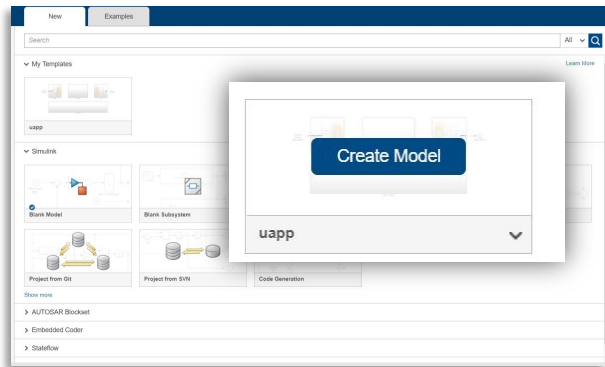 New Examples
Search All
My Templates Learn More
uapp
Create Model
uapp
Simulink
Blank Model Blank Subsystem
Project from Git Project from SVN Code Generation
Show more
AUTOSAR Blockset
Embedded Coder
Stateflow